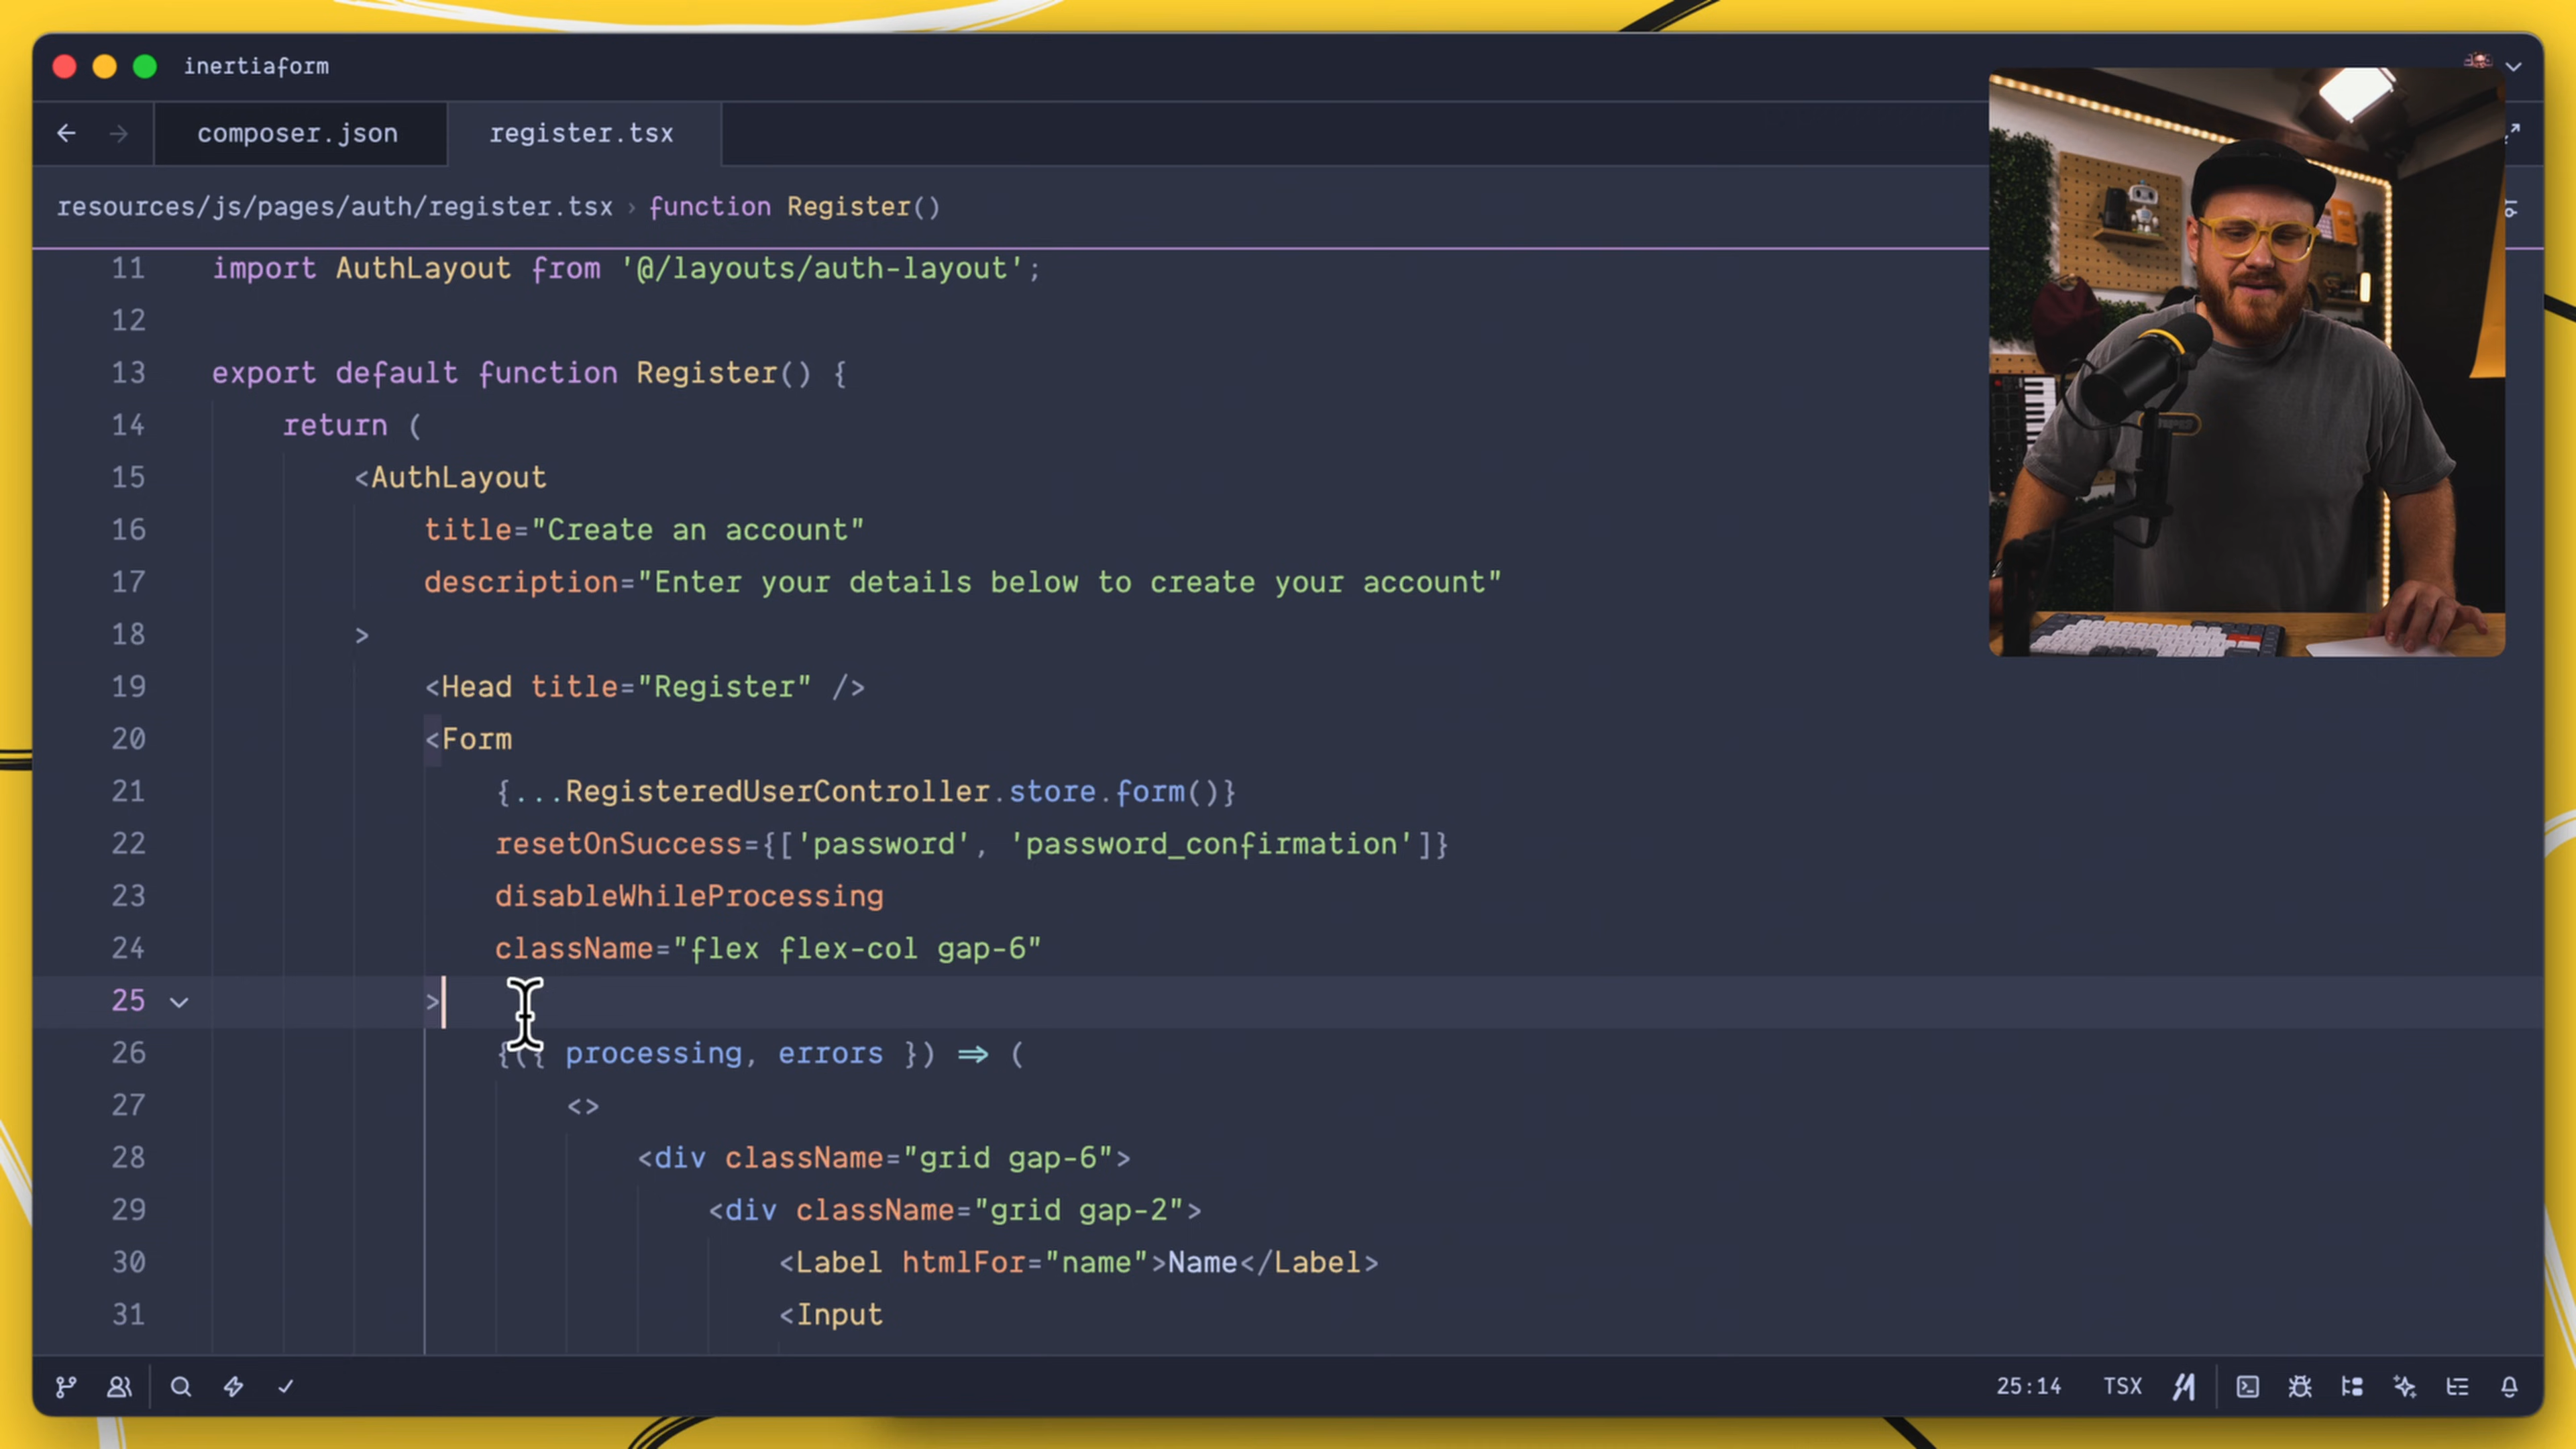 inertiaform
composer.json
register.tsx
resources/js/pages/auth/register.tsx › function Register()
11 import AuthLayout from '@/layouts/auth-layout';
12
13 export default function Register() {
14 return (
15 <AuthLayout
16 title="Create an account"
17 description="Enter your details below to create your account"
18 >
19 <Head title="Register" />
20 <Form
21 {...RegisteredUserController.store.form()}
22 resetOnSuccess={['password', 'password_confirmation']}
23 disableWhileProcessing
24 className="flex flex-col gap-6"
25 >
26 {({ processing, errors }) => (
27 <>
28 <div className="grid gap-6">
29 <div className="grid gap-2">
30 <Label htmlFor="name">Name</Label>
31 <Input
25:14 TSX